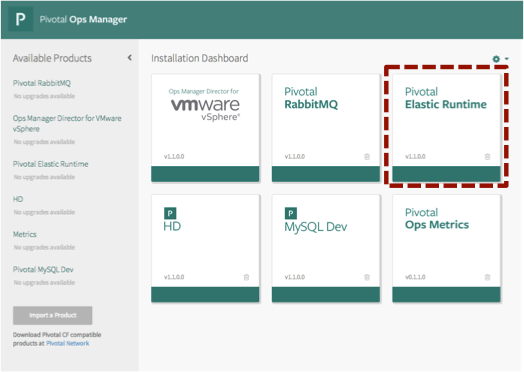 P Pivotal Ops Manager
Available Products
Pivotal RabbitMQ
No upgrades available
Ops Manager Director for VMware
vSphere
No upgrades available
Pivotal Elastic Runtime
No upgrades available
HD
No upgrades available
Metrics
No upgrades available
Pivotal MySQL Dev
No upgrades available
Import a Product
Download Pivotal CF compatible
products at Pivotal Network
Installation Dashboard
Ops Manager Director for
vmware
vSphere®
v1.1.0.0
Pivotal
RabbitMQ
v1.1.0.0
Pivotal
Elastic Runtime
v1.1.0.0
P
HD
v1.1.0.0
P
MySQL Dev
v1.1.0.0
Pivotal
Ops Metrics
v0.1.1.0